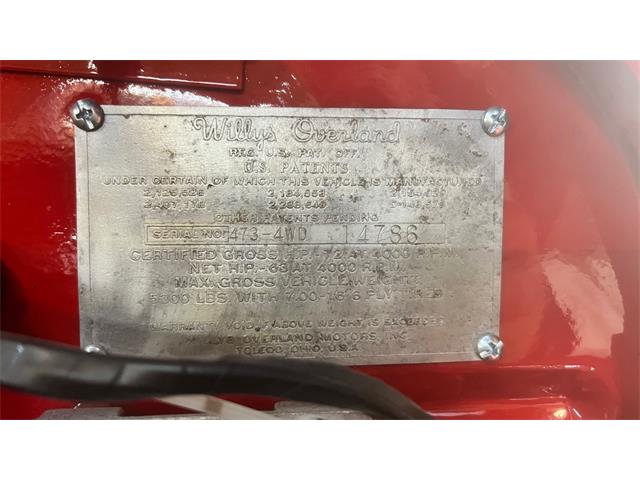 Willys Overland
REG. U.S. PAT. OFF.
U.S. PATENTS
UNDER CERTAIN OF WHICH THIS VEHICLE IS MANUFACTURED
OTHER PATENTS PENDING
SERIAL NO. 473-4WD 14786
CERTIFIED GROSS H.P.-72 AT 4000 R.P.M.
NET H.P.-63 AT 4000 R.P.M.
MAX. GROSS VEHICLE WEIGHT
5300 LBS. WITH 7.00-16 6 PLY
WARRANTY VOID IF ABOVE WEIGHT IS EXCEEDED
WILLYS OVERLAND MOTORS, INC.
TOLEDO, OHIO, U.S.A.